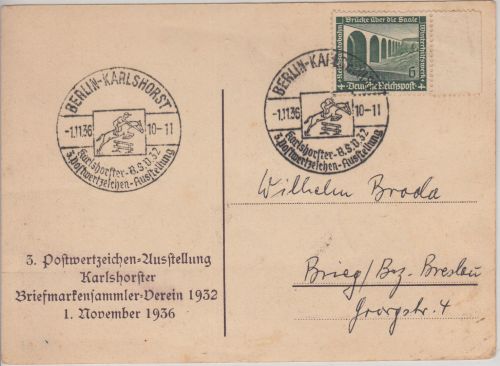 BERLIN-KARLSHORST
-1.11.36 10-11
Karlshorster-B.S.V.32
3. Postwertzeichen-Ausstellung
BERLIN-KA
-1.11.36 10-11
Karlshorster-B.S.V.32
3. Postwertzeichen-Ausstellung
Brücke über die Saale
6
Deutsche Reichspost
Wilhelm Broda
Brieg/Bez. Breslau
Georgstr. 4
3. Postwertzeichen-Ausstellung
Karlshorster
Briefmarkensammler-Verein 1932
1. November 1936